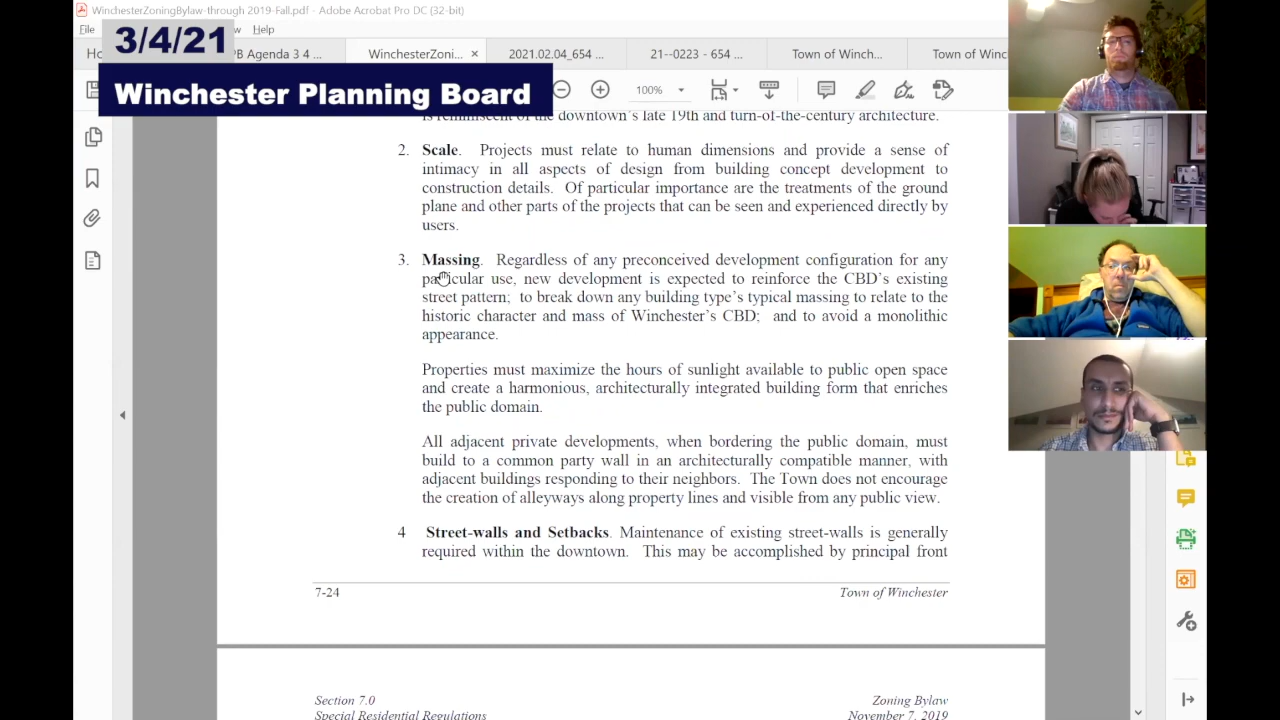 WinchesterZoningBylaw-through 2019-Fall.pdf - Adobe Acrobat Pro DC (32-bit)
File w Help
3/4/21
Ho PB Agenda 3 4 ... WinchesterZoni... × 2021.02.04_654 ... 21--0223 - 654 ... Town of Winch... Town of Winc
Winchester Planning Board
100%
is reminiscent of the downtown's late 19th and turn-of-the-century architecture.
2. Scale. Projects must relate to human dimensions and provide a sense of
intimacy in all aspects of design from building concept development to
construction details. Of particular importance are the treatments of the ground
plane and other parts of the projects that can be seen and experienced directly by
users.
3. Massing. Regardless of any preconceived development configuration for any
particular use, new development is expected to reinforce the CBD's existing
street pattern; to break down any building type's typical massing to relate to the
historic character and mass of Winchester's CBD; and to avoid a monolithic
appearance.
Properties must maximize the hours of sunlight available to public open space
and create a harmonious, architecturally integrated building form that enriches
the public domain.
All adjacent private developments, when bordering the public domain, must
build to a common party wall in an architecturally compatible manner, with
adjacent buildings responding to their neighbors. The Town does not encourage
the creation of alleyways along property lines and visible from any public view.
4 Street-walls and Setbacks. Maintenance of existing street-walls is generally
required within the downtown. This may be accomplished by principal front
7-24 Town of Winchester
Section 7.0 Zoning Bylaw
Special Residential Regulations November 7, 2019